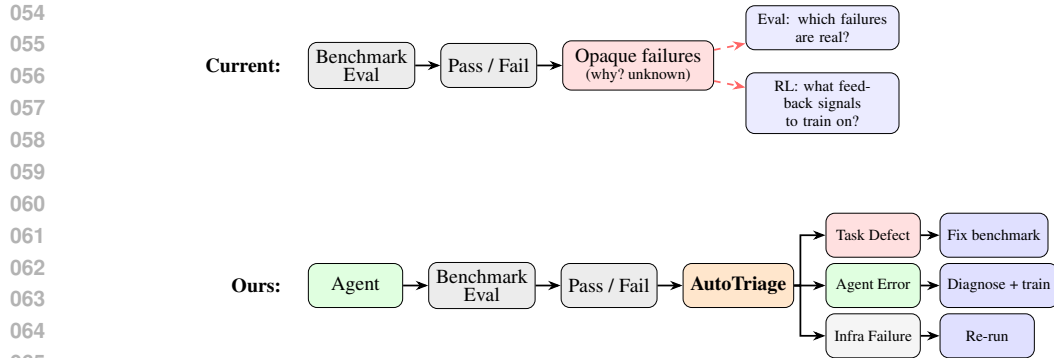 054
055
056
057
058
059
060
061
062
063
064
Current:
Benchmark
Eval
Pass / Fail
Opaque failures
(why? unknown)
Eval: which failures
are real?
RL: what feed-
back signals
to train on?
Ours:
Agent
Benchmark
Eval
Pass / Fail
AutoTriage
Task Defect
Fix benchmark
Agent Error
Diagnose + train
Infra Failure
Re-run